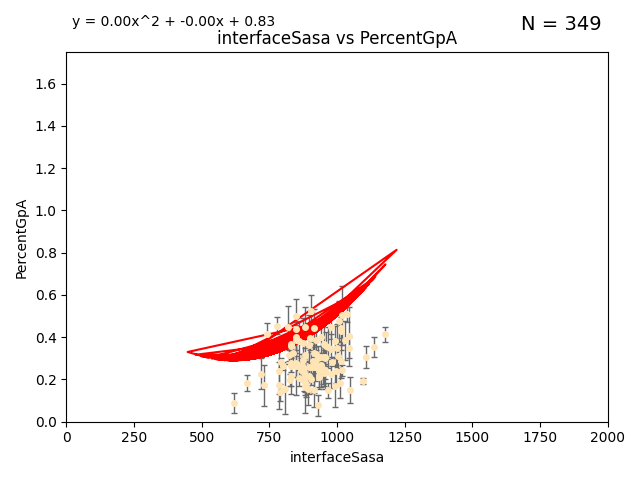 y = 0.00x^2 + -0.00x + 0.83
N = 349
interfaceSasa vs PercentGpA
PercentGpA
1.6
1.4
1.2
1.0
0.8
0.6
0.4
0.2
0.0
0 250 500 750 1000 1250 1500 1750 2000
interfaceSasa